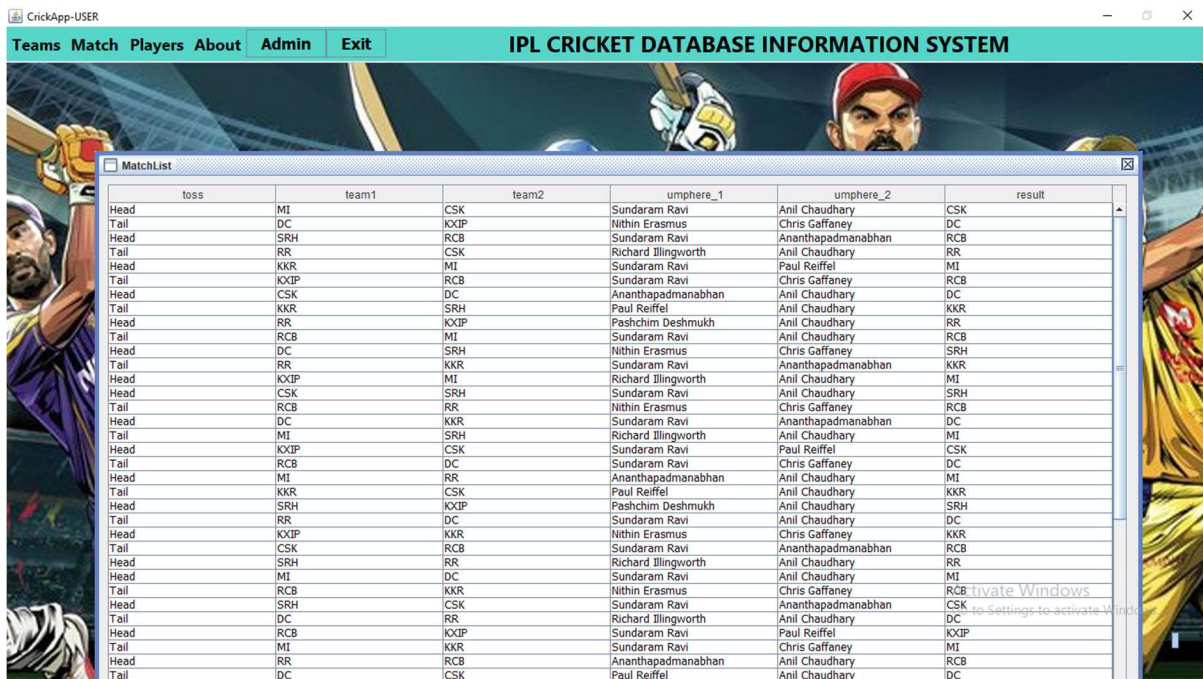 CrickApp-USER
Teams Match Players About Admin Exit IPL CRICKET DATABASE INFORMATION SYSTEM
MatchList
toss team1 team2 umphere_1 umphere_2 result
Head MI CSK Sundaram Ravi Anil Chaudhary CSK
Tail DC KXIP Nithin Erasmus Chris Gaffaney DC
Head SRH RCB Sundaram Ravi Ananthapadmanabhan RCB
Tail RR CSK Richard Illingworth Anil Chaudhary RR
Head KKR MI Sundaram Ravi Paul Reiffel MI
Tail KXIP RCB Sundaram Ravi Chris Gaffaney RCB
Head CSK DC Ananthapadmanabhan Anil Chaudhary DC
Tail KKR SRH Paul Reiffel Anil Chaudhary KKR
Head RR KXIP Pashchim Deshmukh Anil Chaudhary RR
Tail RCB MI Sundaram Ravi Anil Chaudhary RCB
Head DC SRH Nithin Erasmus Chris Gaffaney SRH
Tail RR KKR Sundaram Ravi Ananthapadmanabhan KKR
Head KXIP MI Richard Illingworth Anil Chaudhary MI
Head CSK SRH Sundaram Ravi Anil Chaudhary SRH
Tail RCB RR Nithin Erasmus Chris Gaffaney RCB
Head DC KKR Sundaram Ravi Ananthapadmanabhan DC
Tail MI SRH Richard Illingworth Anil Chaudhary MI
Head KXIP CSK Sundaram Ravi Paul Reiffel CSK
Tail RCB DC Sundaram Ravi Chris Gaffaney DC
Head MI RR Ananthapadmanabhan Anil Chaudhary MI
Tail KKR CSK Paul Reiffel Anil Chaudhary KKR
Head SRH KXIP Pashchim Deshmukh Anil Chaudhary SRH
Tail RR DC Sundaram Ravi Anil Chaudhary DC
Head KXIP KKR Nithin Erasmus Chris Gaffaney KKR
Tail CSK RCB Sundaram Ravi Ananthapadmanabhan RCB
Head SRH RR Richard Illingworth Anil Chaudhary RR
Head MI DC Sundaram Ravi Anil Chaudhary MI
Tail RCB KKR Nithin Erasmus Chris Gaffaney RCB
Activate Windows
Head SRH CSK Sundaram Ravi Ananthapadmanabhan CSK
Go to Settings to activate Windows.
Tail DC RR Richard Illingworth Anil Chaudhary DC
Head RCB KXIP Sundaram Ravi Paul Reiffel KXIP
Tail MI KKR Sundaram Ravi Chris Gaffaney MI
Head RR RCB Ananthapadmanabhan Anil Chaudhary RCB
Tail DC CSK Paul Reiffel Anil Chaudhary DC